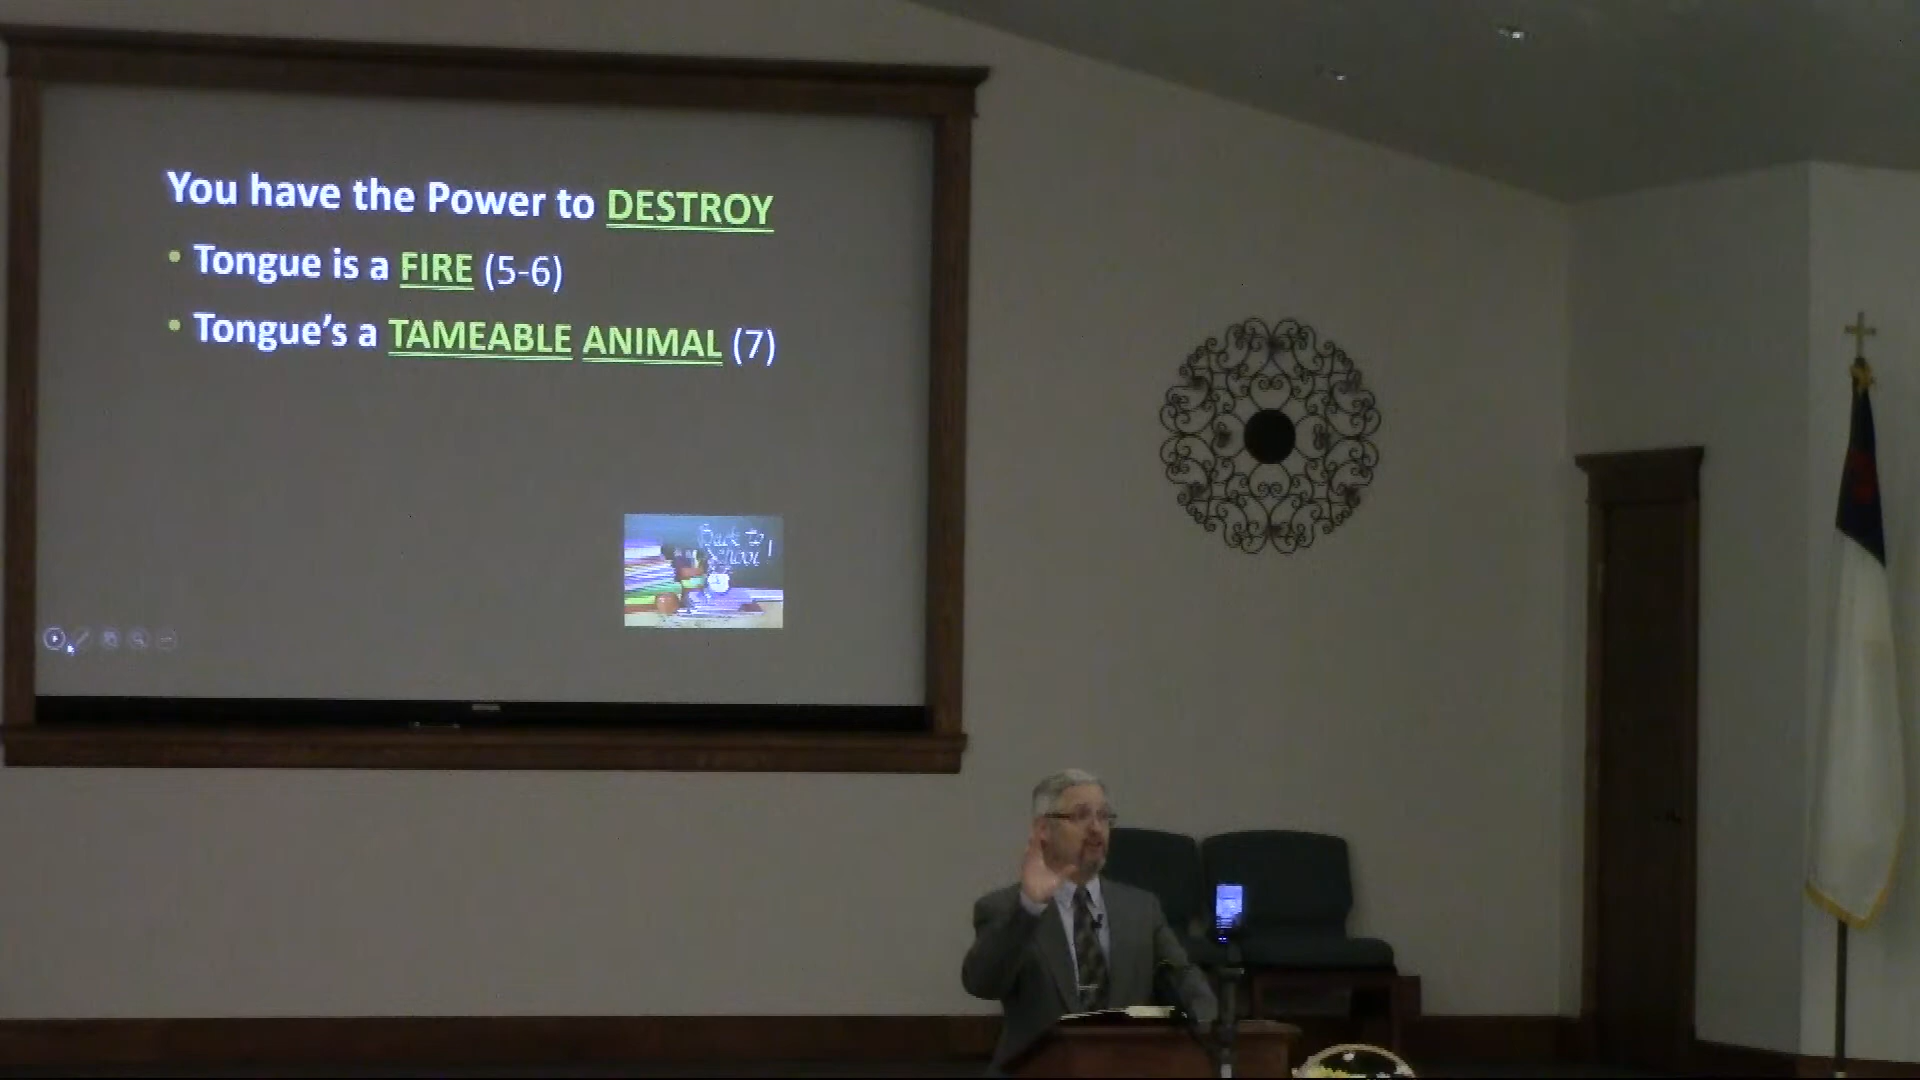 You have the Power to DESTROY
• Tongue is a FIRE (5-6)
• Tongue's a TAMEABLE ANIMAL (7)
Back to
School!